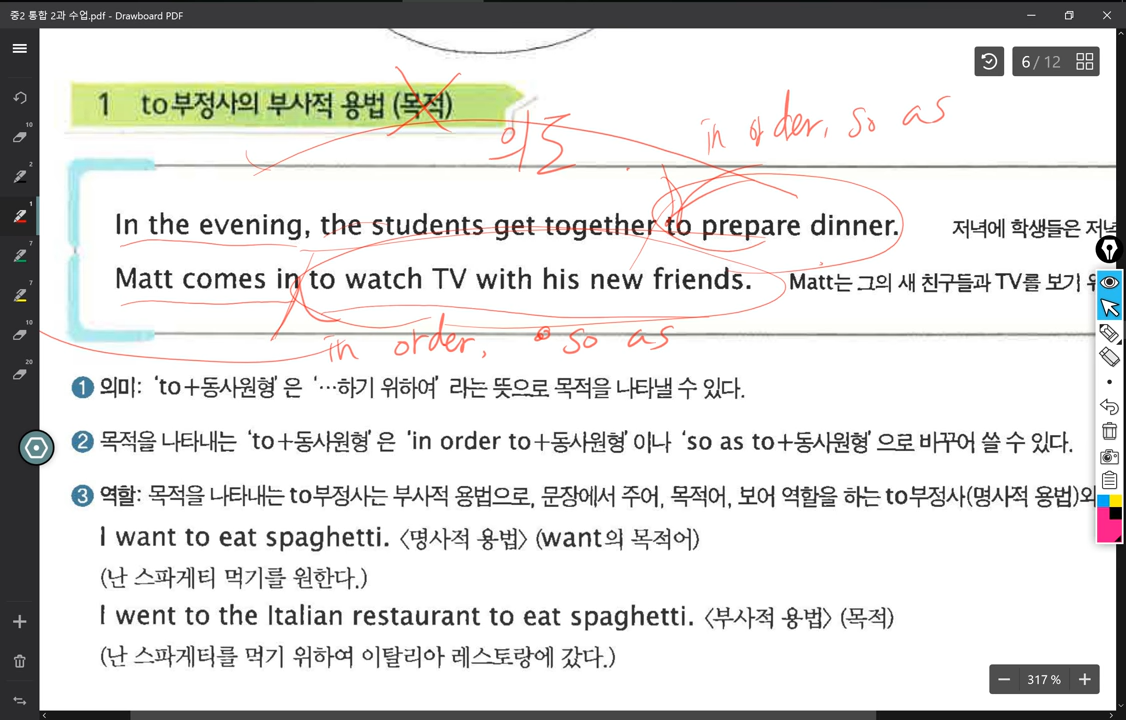 중2 통합 2과 수업.pdf - Drawboard PDF
6 / 12
1 to부정사의 부사적 용법 (목적)
의도
in order, so as
In the evening, the students get together to prepare dinner. 저녁에 학생들은 저녁
Matt comes in to watch TV with his new friends. Matt는 그의 새 친구들과 TV를 보기 위
in order, so as
1 의미: ‘to+동사원형’은 ‘…하기 위하여’ 라는 뜻으로 목적을 나타낼 수 있다.
2 목적을 나타내는 ‘to+동사원형’은 ‘in order to+동사원형’이나 ‘so as to+동사원형’으로 바꾸어 쓸 수 있다.
3 역할: 목적을 나타내는 to부정사는 부사적 용법으로, 문장에서 주어, 목적어, 보어 역할을 하는 to부정사(명사적 용법)와
I want to eat spaghetti. 〈명사적 용법〉 (want의 목적어)
(난 스파게티 먹기를 원한다.)
I went to the Italian restaurant to eat spaghetti. 〈부사적 용법〉 (목적)
(난 스파게티를 먹기 위하여 이탈리아 레스토랑에 갔다.)
10
2
1
7
7
10
20
317 %